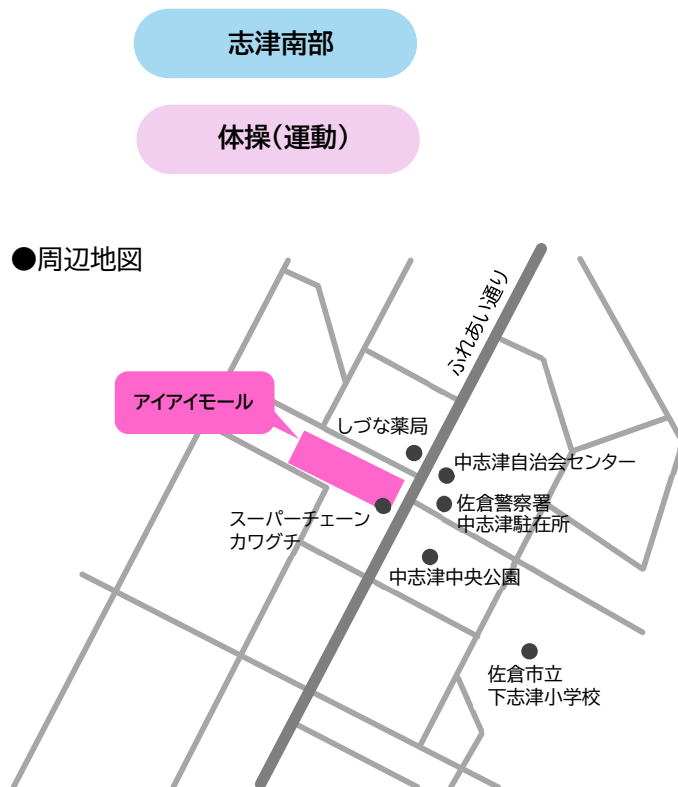 志津南部
体操(運動)
●周辺地図
ふれあい通り
アイアイモール
しづな薬局
中志津自治会センター
佐倉警察署
中志津駐在所
スーパーチェーン
カワグチ
中志津中央公園
佐倉市立
下志津小学校